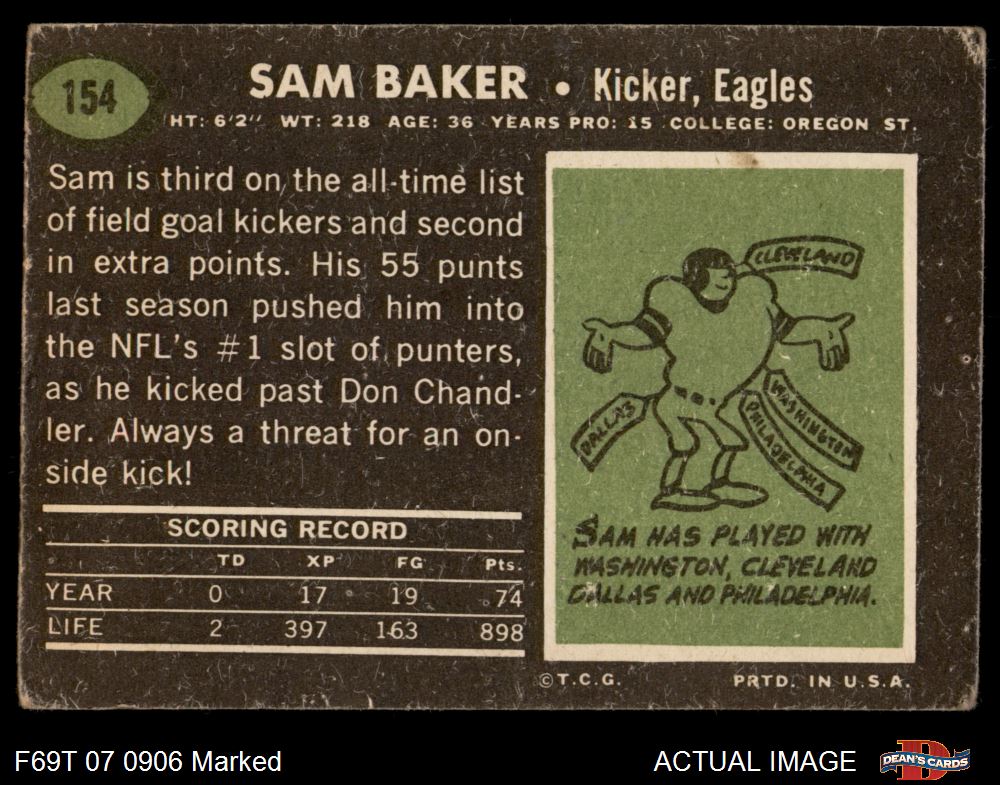 154
SAM BAKER • Kicker, Eagles
HT: 6'2" WT: 218 AGE: 36 YEARS PRO: 15 COLLEGE: OREGON ST.
Sam is third on the all-time list
of field goal kickers and second
in extra points. His 55 punts
last season pushed him into
the NFL's #1 slot of punters,
as he kicked past Don Chand-
ler. Always a threat for an on-
side kick!
SCORING RECORD
TD XP FG Pts.
YEAR 0 17 19 74
LIFE 2 397 163 898
CLEVELAND
DALLAS
WASHINGTON
PHILADELPHIA
SAM HAS PLAYED WITH
WASHINGTON, CLEVELAND
DALLAS AND PHILADELPHIA.
©T.C.G. PRTD. IN U.S.A.
F69T 07 0906 Marked
ACTUAL IMAGE
D
DEAN'S CARDS